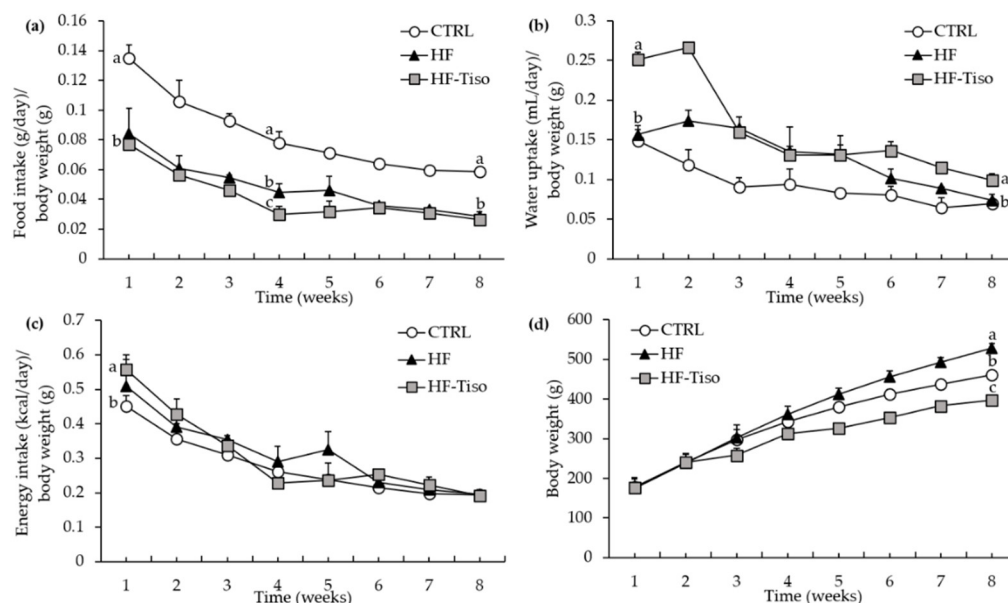 (a)
0.16
0.14
0.12
0.1
0.08
0.06
0.04
0.02
0
Food intake (g/day)/
body weight (g)
CTRL
HF
HF-Tiso
a
b
a
b
c
a
b
1 2 3 4 5 6 7 8
Time (weeks)
(b)
0.3
0.25
0.2
0.15
0.1
0.05
0
Water uptake (mL/day)/
body weight (g)
CTRL
HF
HF-Tiso
a
b
a
b
1 2 3 4 5 6 7 8
Time (weeks)
(c)
0.7
0.6
0.5
0.4
0.3
0.2
0.1
0
Energy intake (kcal/day)/
body weight (g)
CTRL
HF
HF-Tiso
a
b
1 2 3 4 5 6 7 8
Time (weeks)
(d)
600
500
400
300
200
100
0
Body weight (g)
CTRL
HF
HF-Tiso
a
b
c
1 2 3 4 5 6 7 8
Time (weeks)